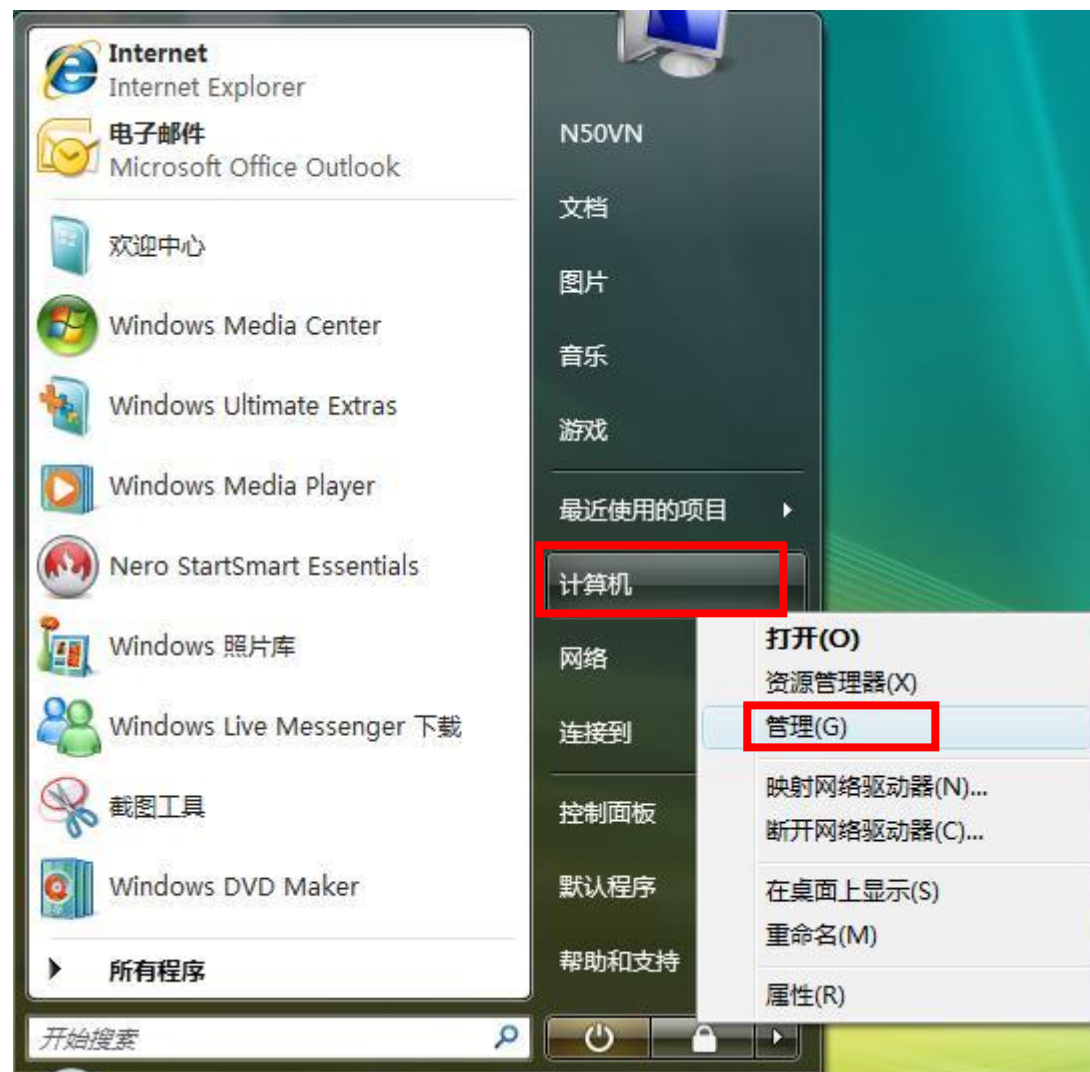 Internet
Internet Explorer
电子邮件
Microsoft Office Outlook
欢迎中心
Windows Media Center
Windows Ultimate Extras
Windows Media Player
Nero StartSmart Essentials
Windows 照片库
Windows Live Messenger 下载
截图工具
Windows DVD Maker
所有程序
开始搜索
N50VN
文档
图片
音乐
游戏
最近使用的项目
计算机
网络
连接到
控制面板
默认程序
帮助和支持
打开(O)
资源管理器(X)
管理(G)
映射网络驱动器(N)...
断开网络驱动器(C)...
在桌面上显示(S)
重命名(M)
属性(R)